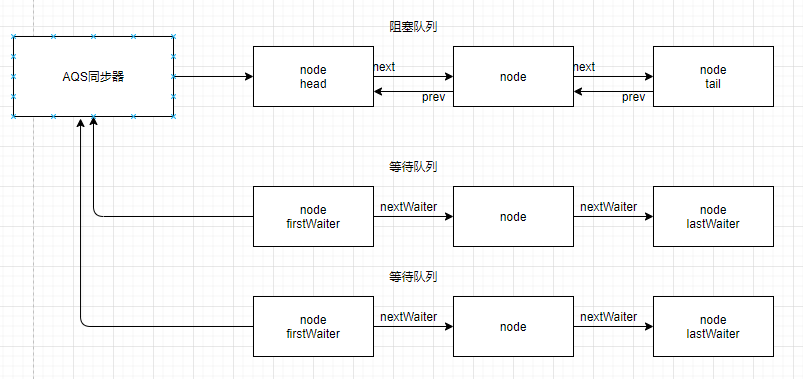 阻塞队列
AQS同步器
node
head
next
prev
node
next
prev
node
tail
等待队列
node
firstWaiter
nextWaiter
node
nextWaiter
node
lastWaiter
等待队列
node
firstWaiter
nextWaiter
node
nextWaiter
node
lastWaiter